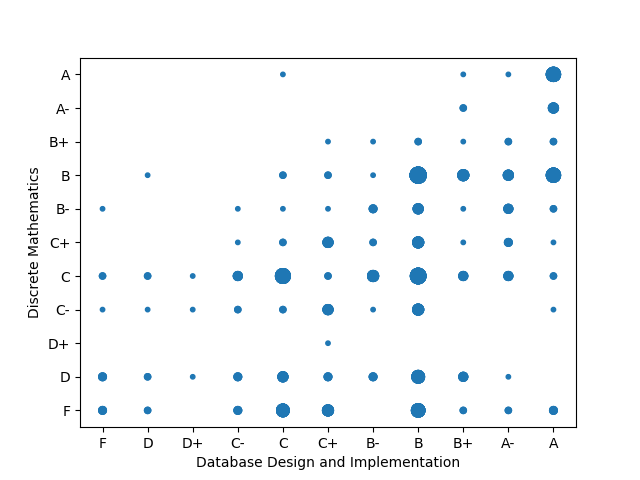 A
A-
B+
B
B-
C+
C
C-
D+
D
F
Discrete Mathematics
F D D+ C- C C+ B- B B+ A- A
Database Design and Implementation